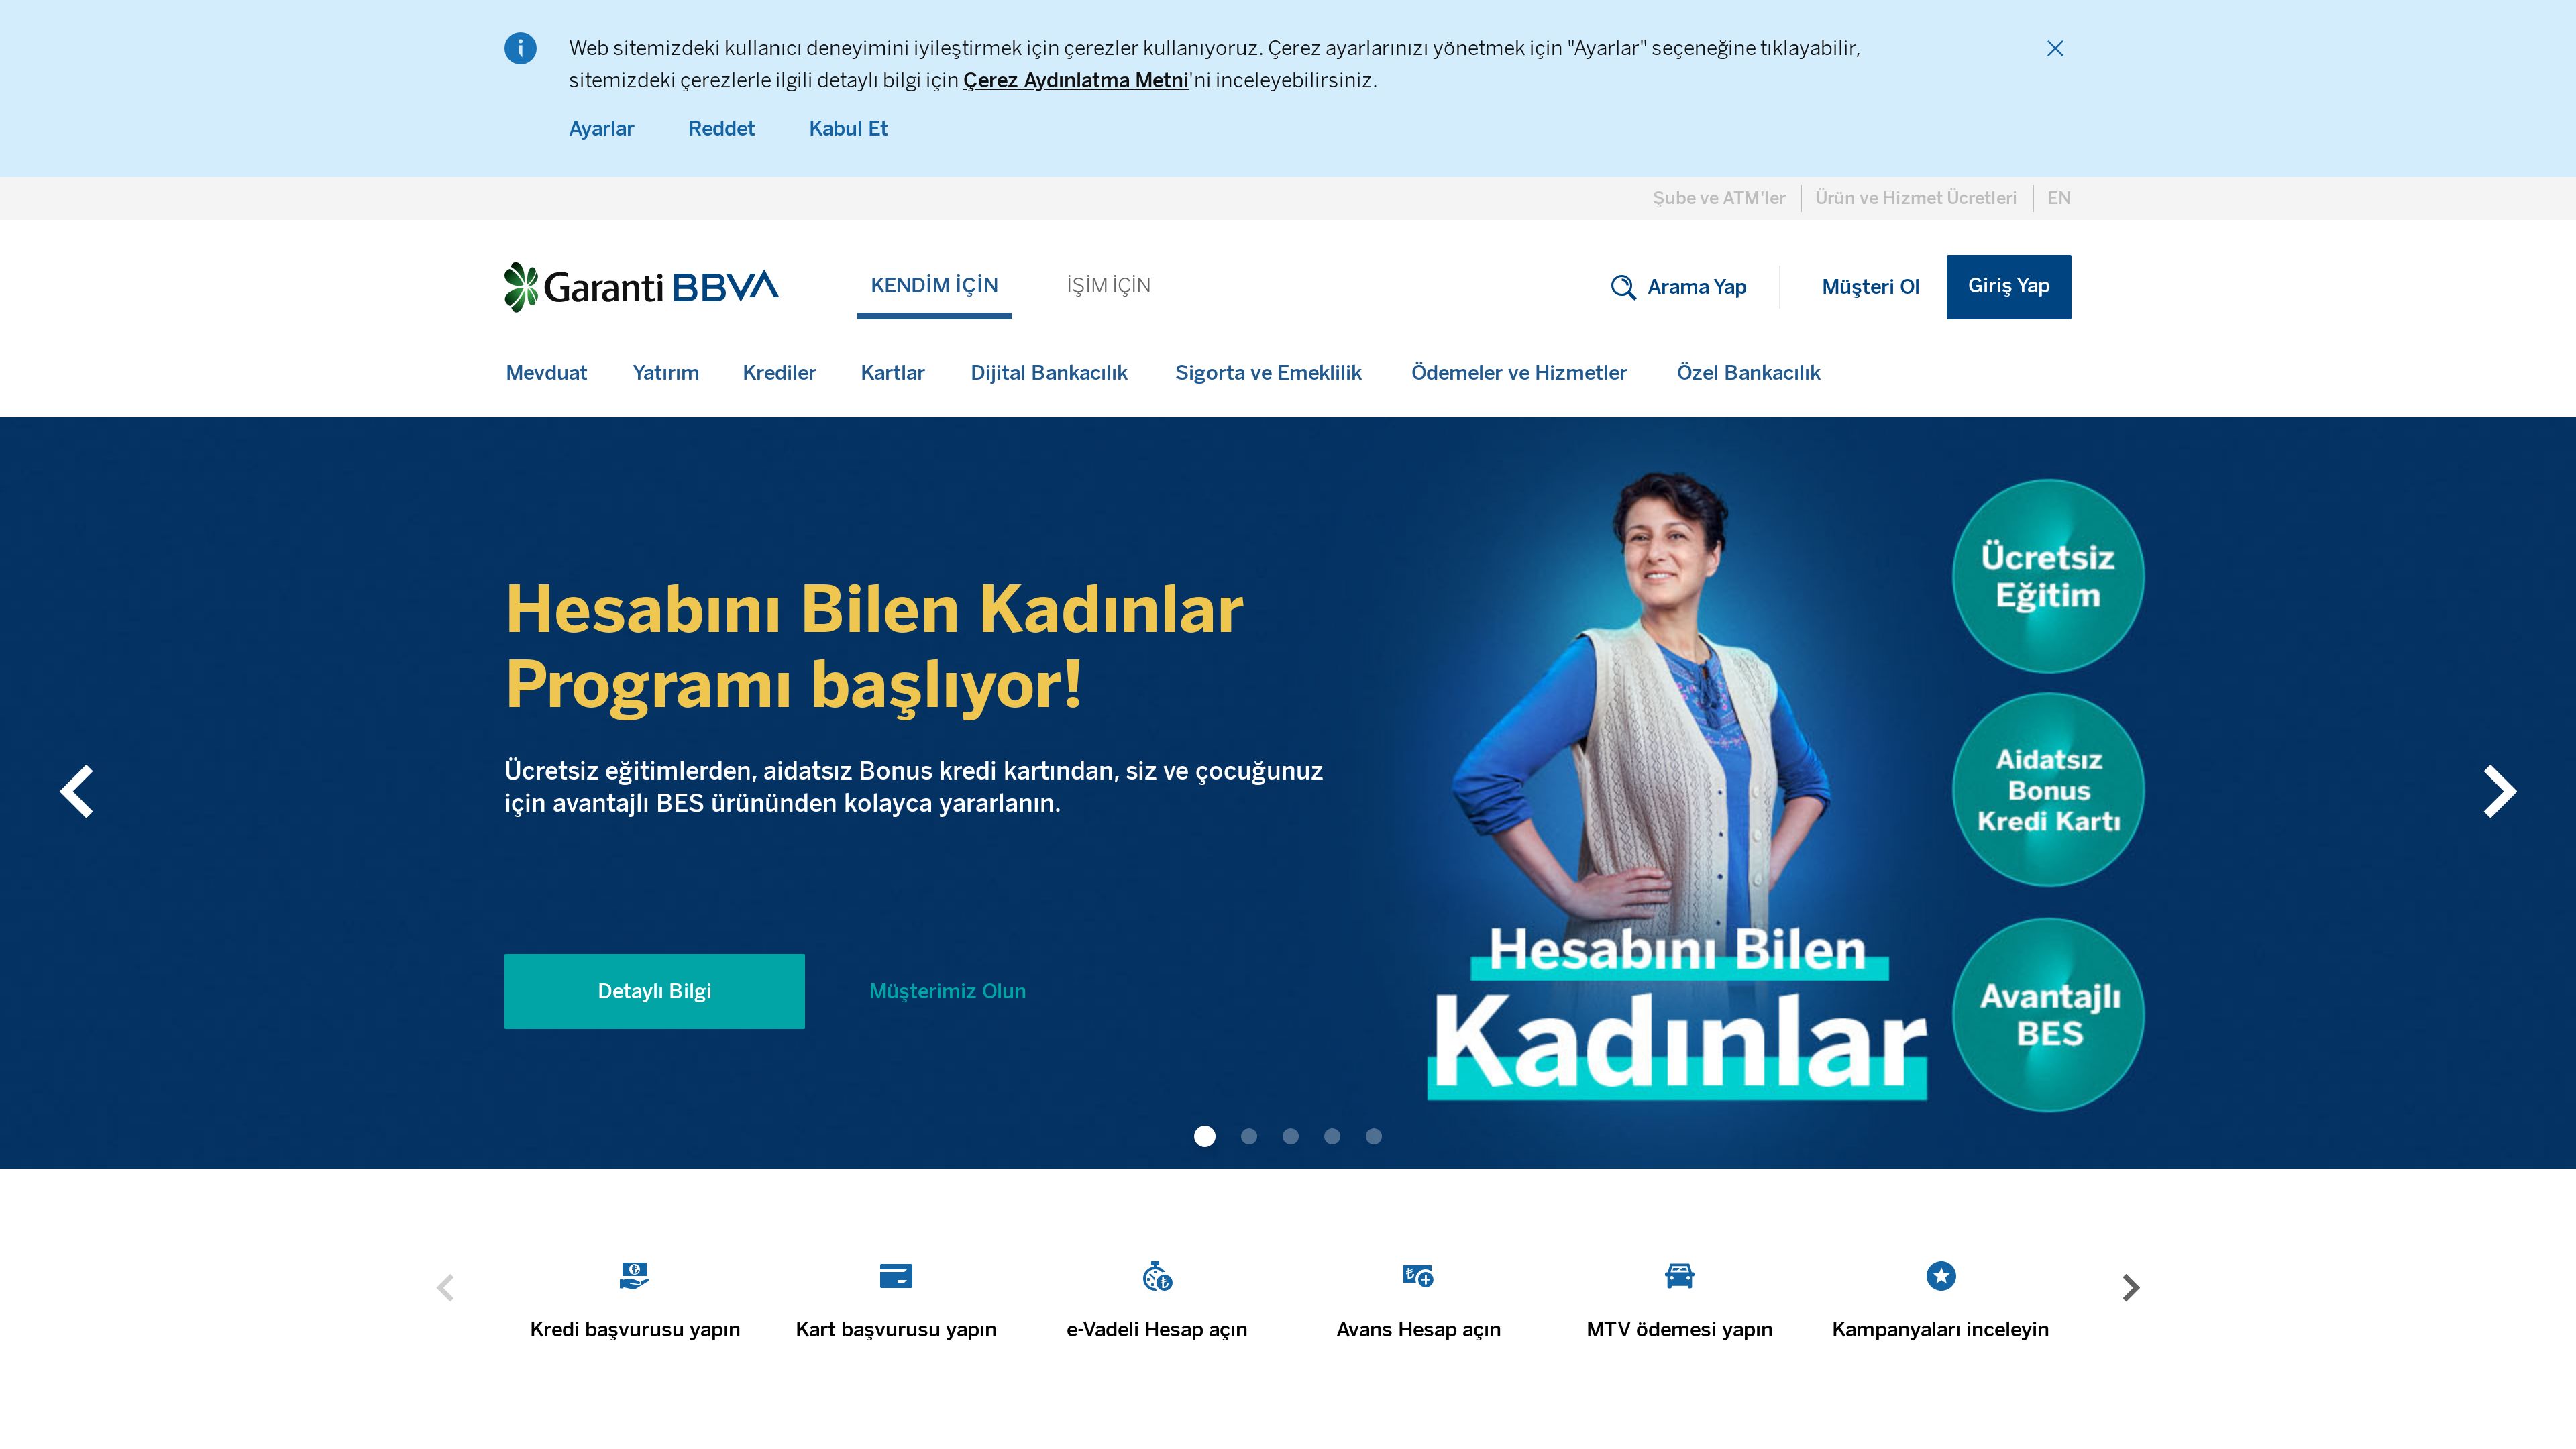 Web sitemizdeki kullanıcı deneyimini iyileştirmek için çerezler kullanıyoruz. Çerez ayarlarınızı yönetmek için "Ayarlar" seçeneğine tıklayabilir,
sitemizdeki çerezlerle ilgili detaylı bilgi için Çerez Aydınlatma Metni'ni inceleyebilirsiniz.
Ayarlar Reddet Kabul Et
Şube ve ATM'ler Ürün ve Hizmet Ücretleri EN
Garanti BBVA KENDİM İÇİN İŞİM İÇİN Arama Yap Müşteri Ol Giriş Yap
Mevduat Yatırım Krediler Kartlar Dijital Bankacılık Sigorta ve Emeklilik Ödemeler ve Hizmetler Özel Bankacılık
Hesabını Bilen Kadınlar
Programı başlıyor!
Ücretsiz eğitimlerden, aidatsız Bonus kredi kartından, siz ve çocuğunuz
için avantajlı BES ürününden kolayca yararlanın.
Detaylı Bilgi Müşterimiz Olun
Hesabını Bilen
Kadınlar
Ücretsiz
Eğitim
Aidatsız
Bonus
Kredi Kartı
Avantajlı
BES
Kredi başvurusu yapın Kart başvurusu yapın e-Vadeli Hesap açın Avans Hesap açın MTV ödemesi yapın Kampanyaları inceleyin